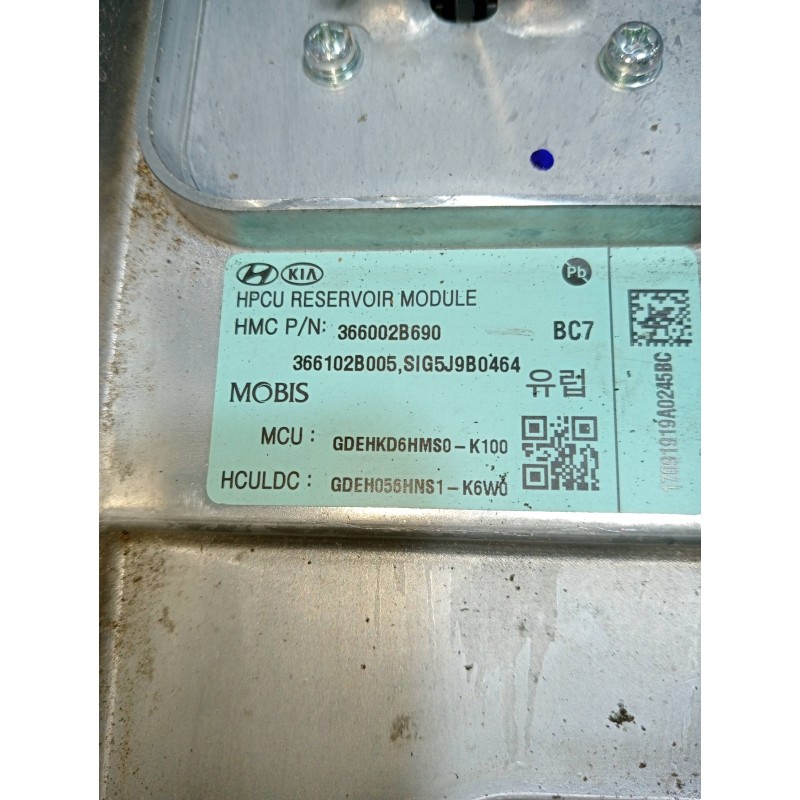 KIA
Pb
HPCU RESERVOIR MODULE
HMC P/N: 366002B690 BC7
366102B005,SIG5J9B0464
MOBIS 유럽
MCU : GDEHKD6HMS0-K100
HCULDC : GDEH056HNS1-K6W0
17091919A0245BC